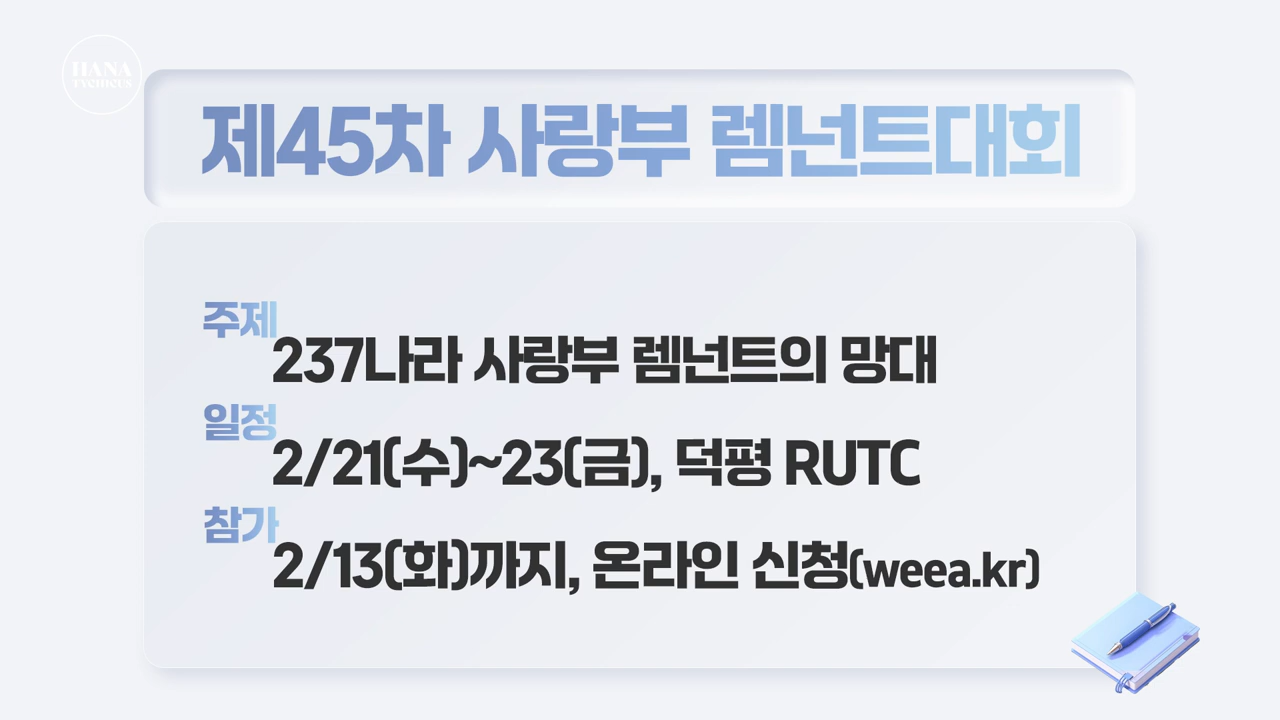 HANA
TYCHICUS
제45차 사랑부 렘넌트대회
주제
237나라 사랑부 렘넌트의 망대
일정
2/21(수)~23(금), 덕평 RUTC
참가
2/13(화)까지, 온라인 신청(weea.kr)